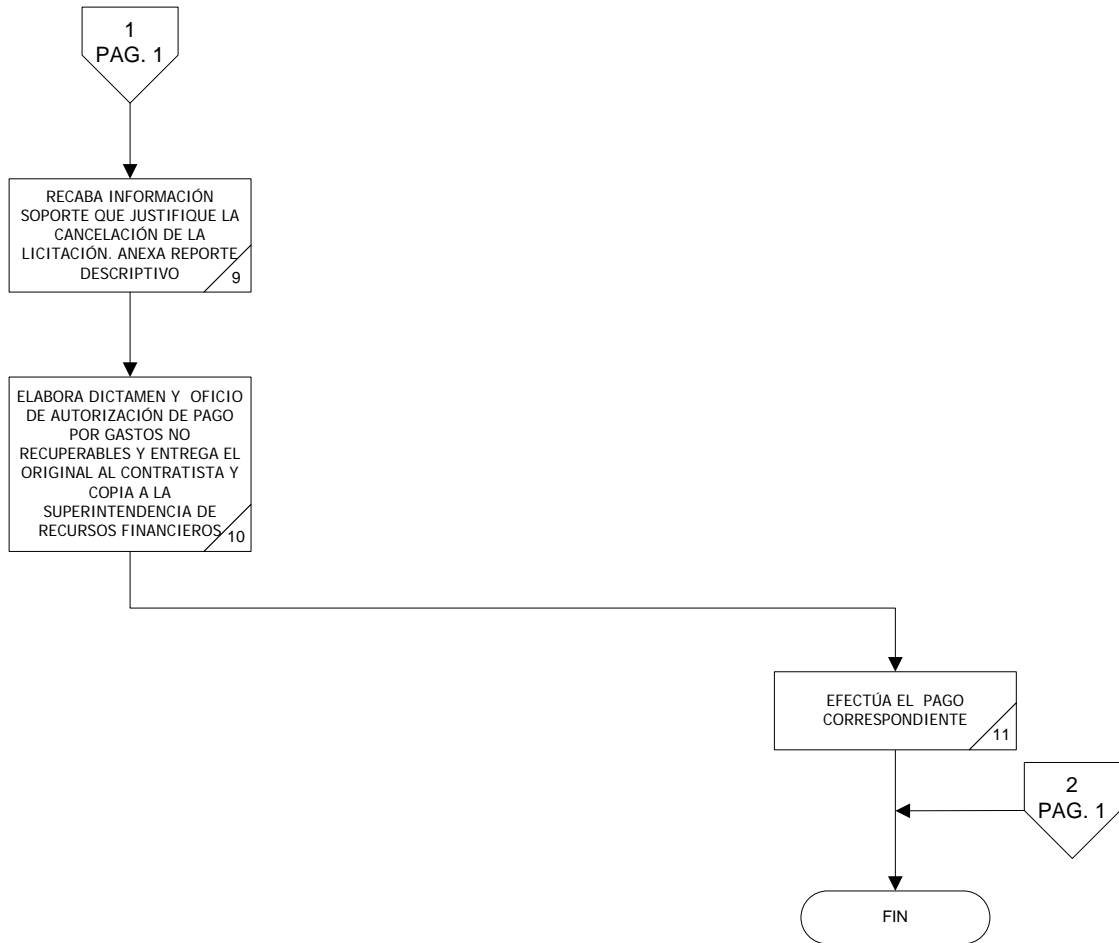 1
PAG. 1
RECABA INFORMACIÓN
SOPORTE QUE JUSTIFIQUE LA
CANCELACIÓN DE LA
LICITACIÓN. ANEXA REPORTE
DESCRIPTIVO
9
ELABORA DICTAMEN Y OFICIO
DE AUTORIZACIÓN DE PAGO
POR GASTOS NO
RECUPERABLES Y ENTREGA EL
ORIGINAL AL CONTRATISTA Y
COPIA A LA
SUPERINTENDENCIA DE
RECURSOS FINANCIEROS
10
EFECTÚA EL PAGO
CORRESPONDIENTE
11
2
PAG. 1
FIN